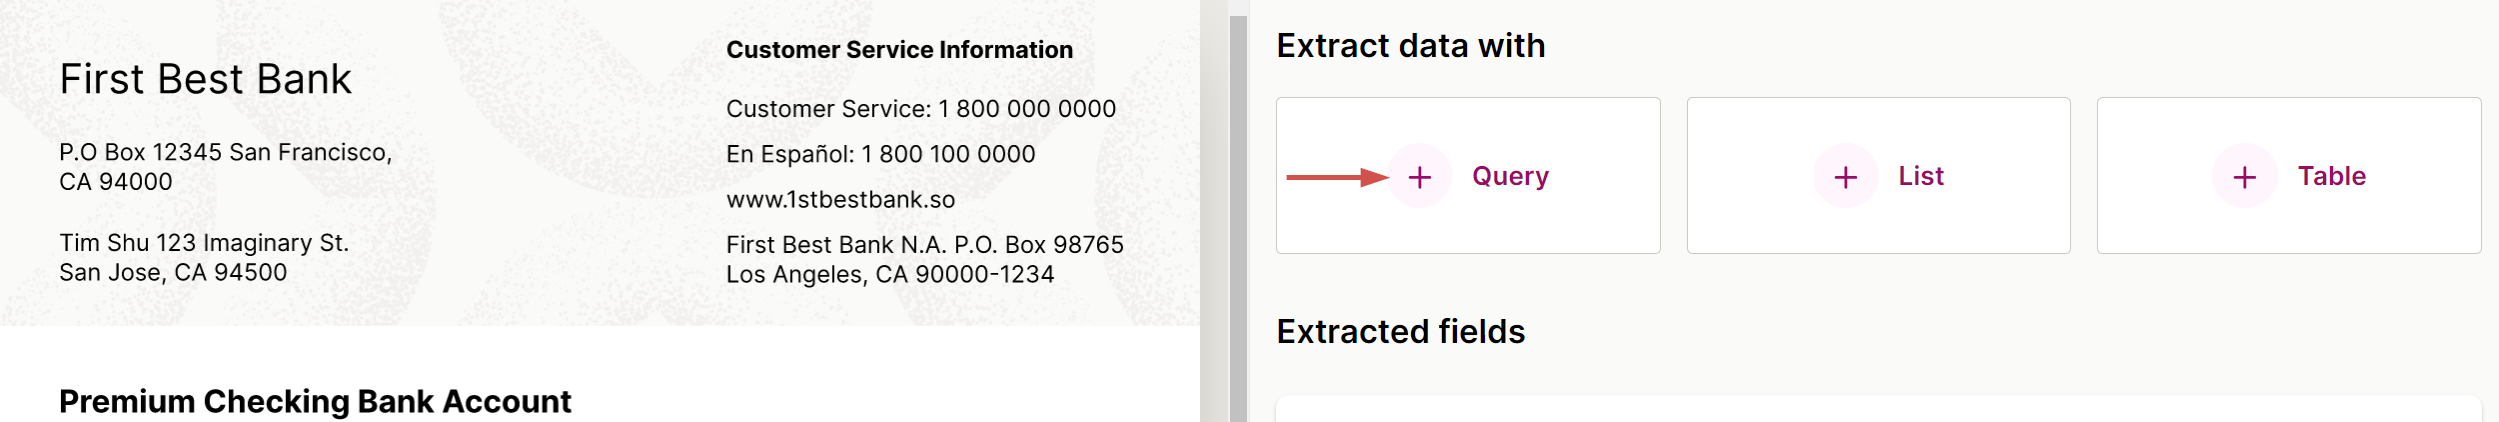 First Best Bank
P.O Box 12345 San Francisco,
CA 94000
Tim Shu 123 Imaginary St.
San Jose, CA 94500
Customer Service Information
Customer Service: 1 800 000 0000
En Español: 1 800 100 0000
www.1stbestbank.so
First Best Bank N.A. P.O. Box 98765
Los Angeles, CA 90000-1234
Premium Checking Bank Account
Extract data with
+ Query
+ List
+ Table
Extracted fields